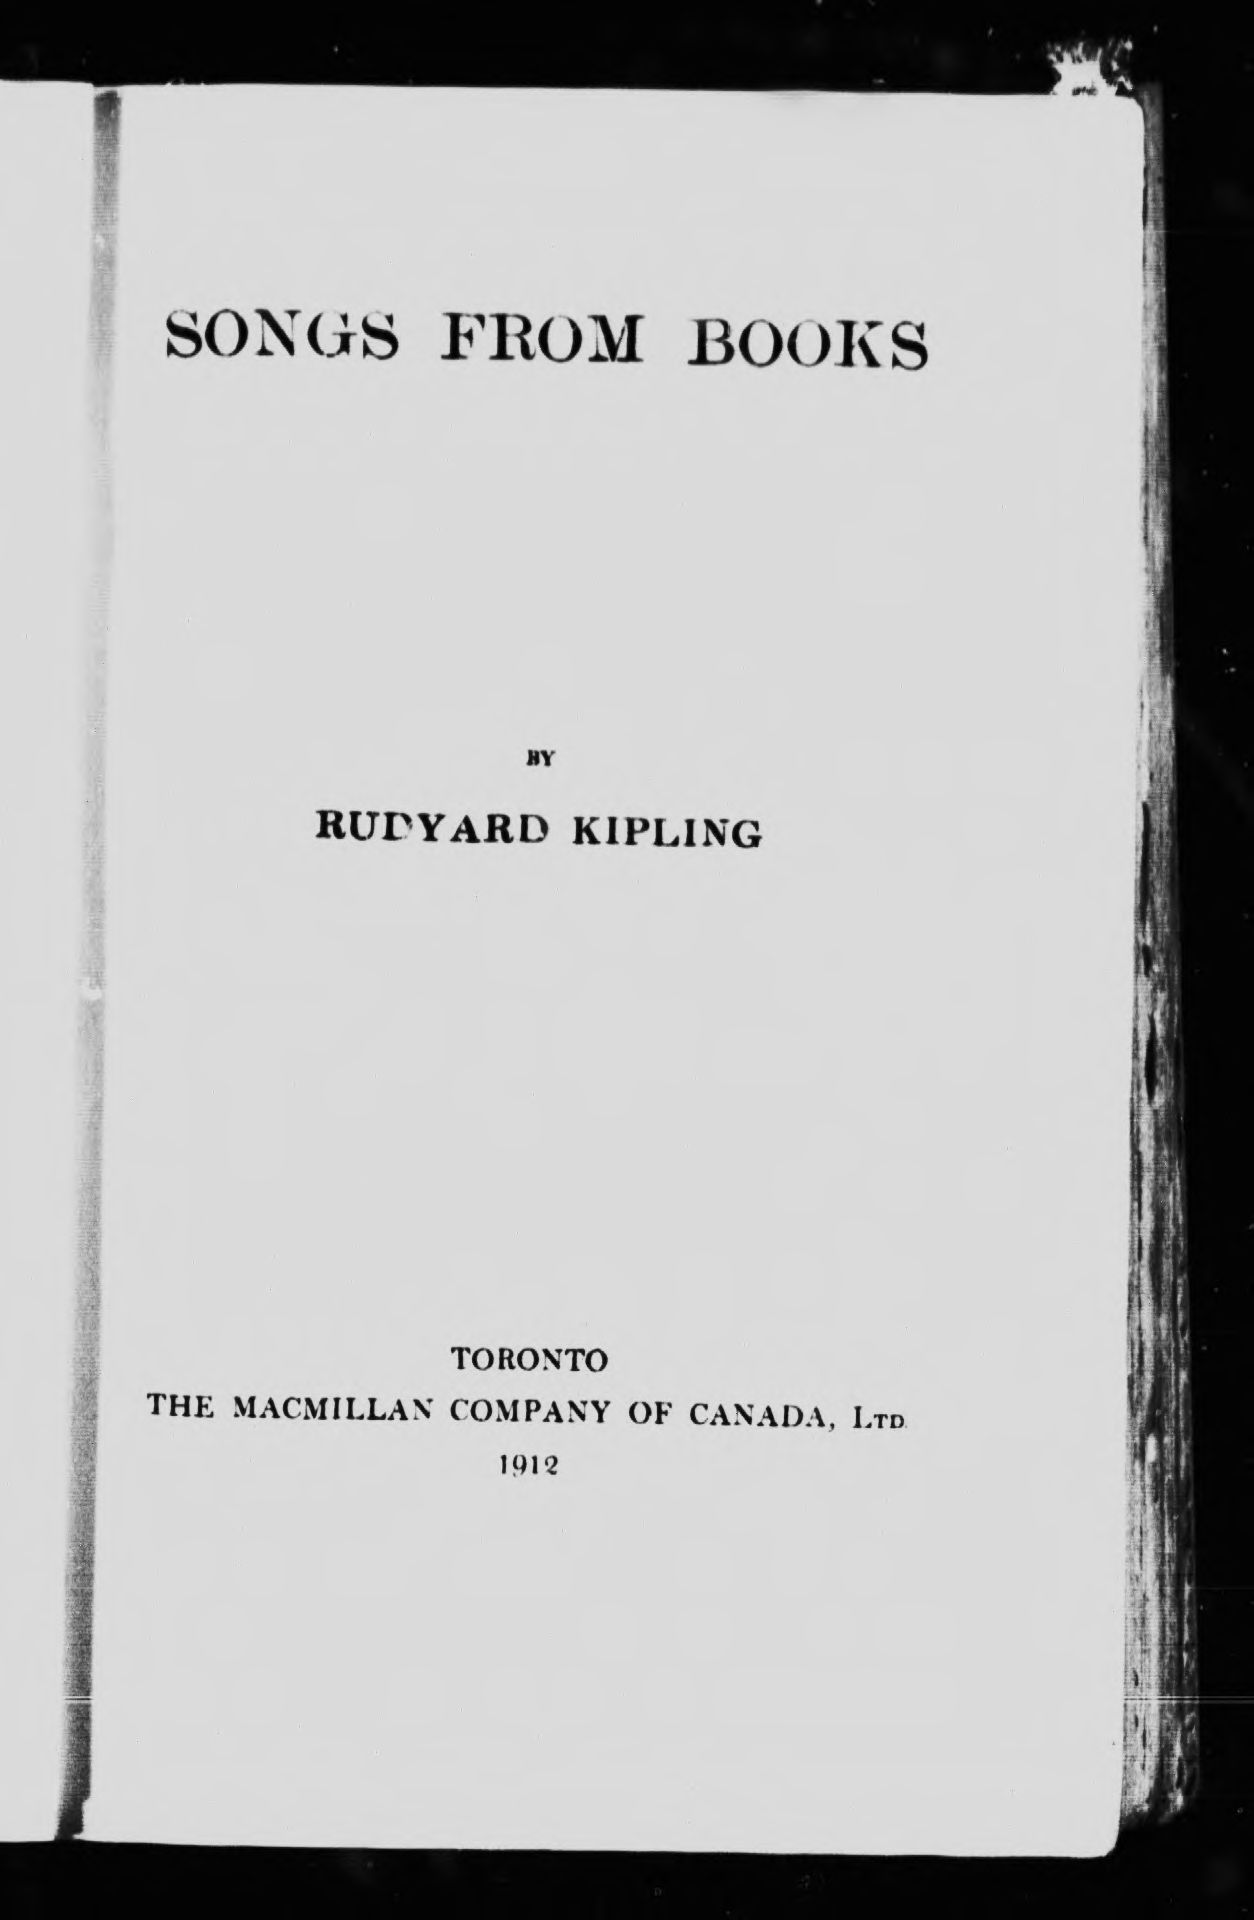 SONGS FROM BOOKS
BY
RUDYARD KIPLING
TORONTO
THE MACMILLAN COMPANY OF CANADA, LTD.
1912